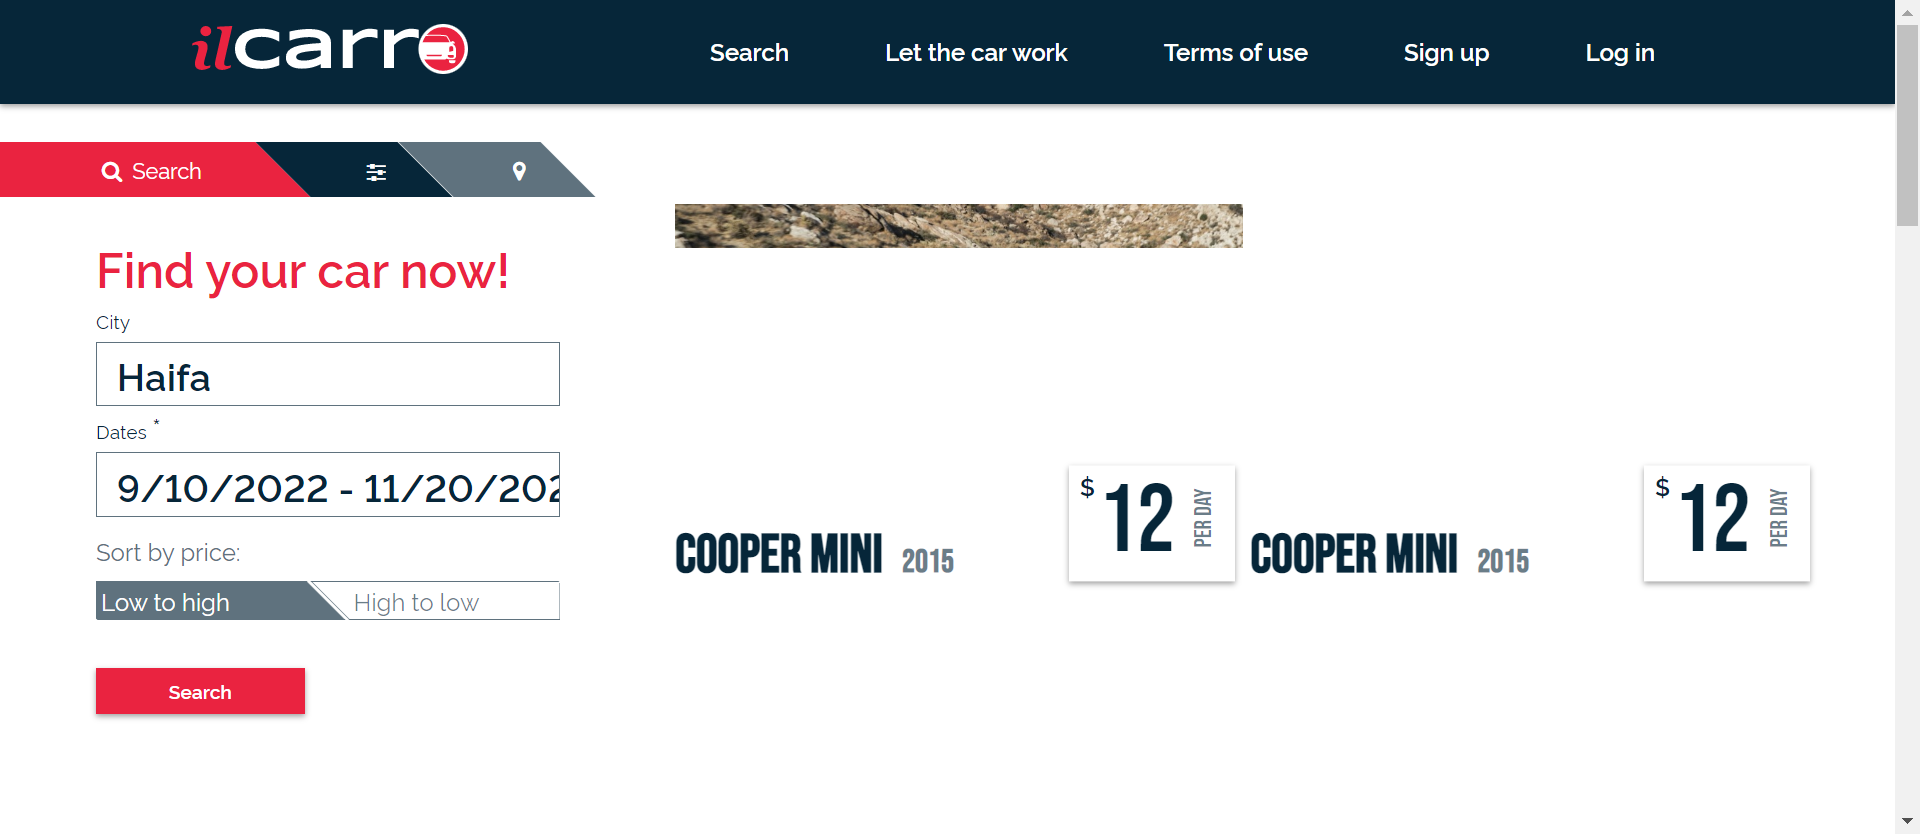 ilcarro
Search
Let the car work
Terms of use
Sign up
Log in
Search
Find your car now!
City
Haifa
Dates *
9/10/2022 - 11/20/202
Sort by price:
Low to high
High to low
Search
COOPER MINI 2015
$ 12 PER DAY
COOPER MINI 2015
$ 12 PER DAY